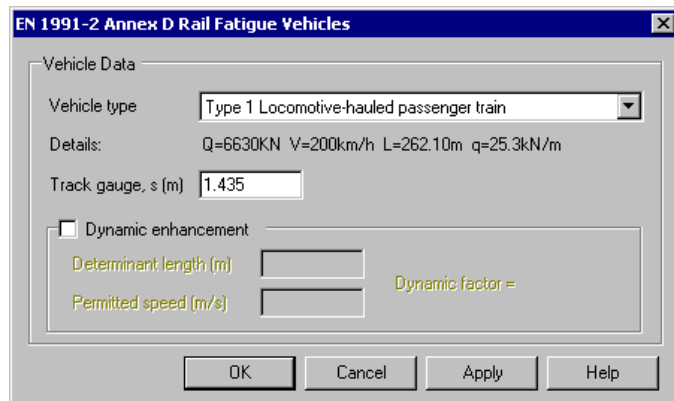 EN 1991-2 Annex D Rail Fatigue Vehicles
Vehicle Data
Vehicle type Type 1 Locomotive-hauled passenger train
Details: Q=6630KN V=200km/h L=262.10m q=25.3kN/m
Track gauge, s (m) 1.435
Dynamic enhancement
Determinant length (m)
Dynamic factor =
Permitted speed (m/s)
OK Cancel Apply Help